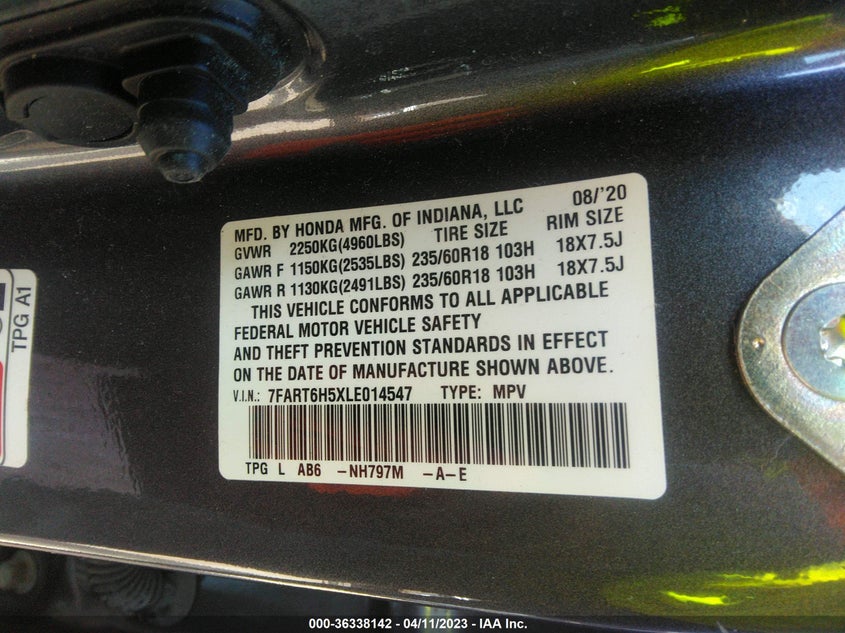 MFD. BY HONDA MFG. OF INDIANA, LLC 08/'20
GVWR 2250KG(4960LBS) TIRE SIZE RIM SIZE
GAWR F 1150KG(2535LBS) 235/60R18 103H 18X7.5J
GAWR R 1130KG(2491LBS) 235/60R18 103H 18X7.5J
THIS VEHICLE CONFORMS TO ALL APPLICABLE
FEDERAL MOTOR VEHICLE SAFETY
AND THEFT PREVENTION STANDARDS IN EFFECT
ON THE DATE OF MANUFACTURE SHOWN ABOVE.
V.I.N.: 7FART6H5XLE014547 TYPE: MPV
TPG L AB6 -NH797M -A-E
TPG A1
000-36338142 - 04/11/2023 - IAA Inc.